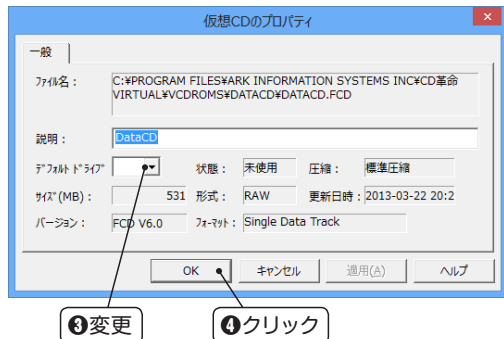 仮想CDのプロパティ
×
一般
ファイル名： C:¥PROGRAM FILES¥ARK INFORMATION SYSTEMS INC¥CD革命
VIRTUAL¥VCDROMS¥DATACD¥DATACD.FCD
説明： DataCD
デフォルト ドライブ 状態： 未使用 圧縮： 標準圧縮
サイズ(MB)： 531 形式： RAW 更新日時： 2013-03-22 20:2
バージョン： FCD V6.0 フォーマット： Single Data Track
OK キャンセル 適用(A) ヘルプ
❸変更 ❹クリック